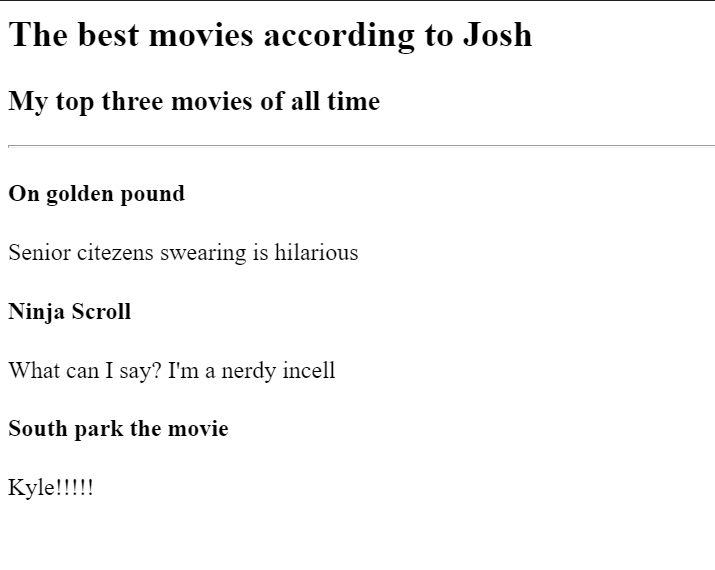 The best movies according to Josh
My top three movies of all time
On golden pound
Senior citezens swearing is hilarious
Ninja Scroll
What can I say? I'm a nerdy incell
South park the movie
Kyle!!!!!